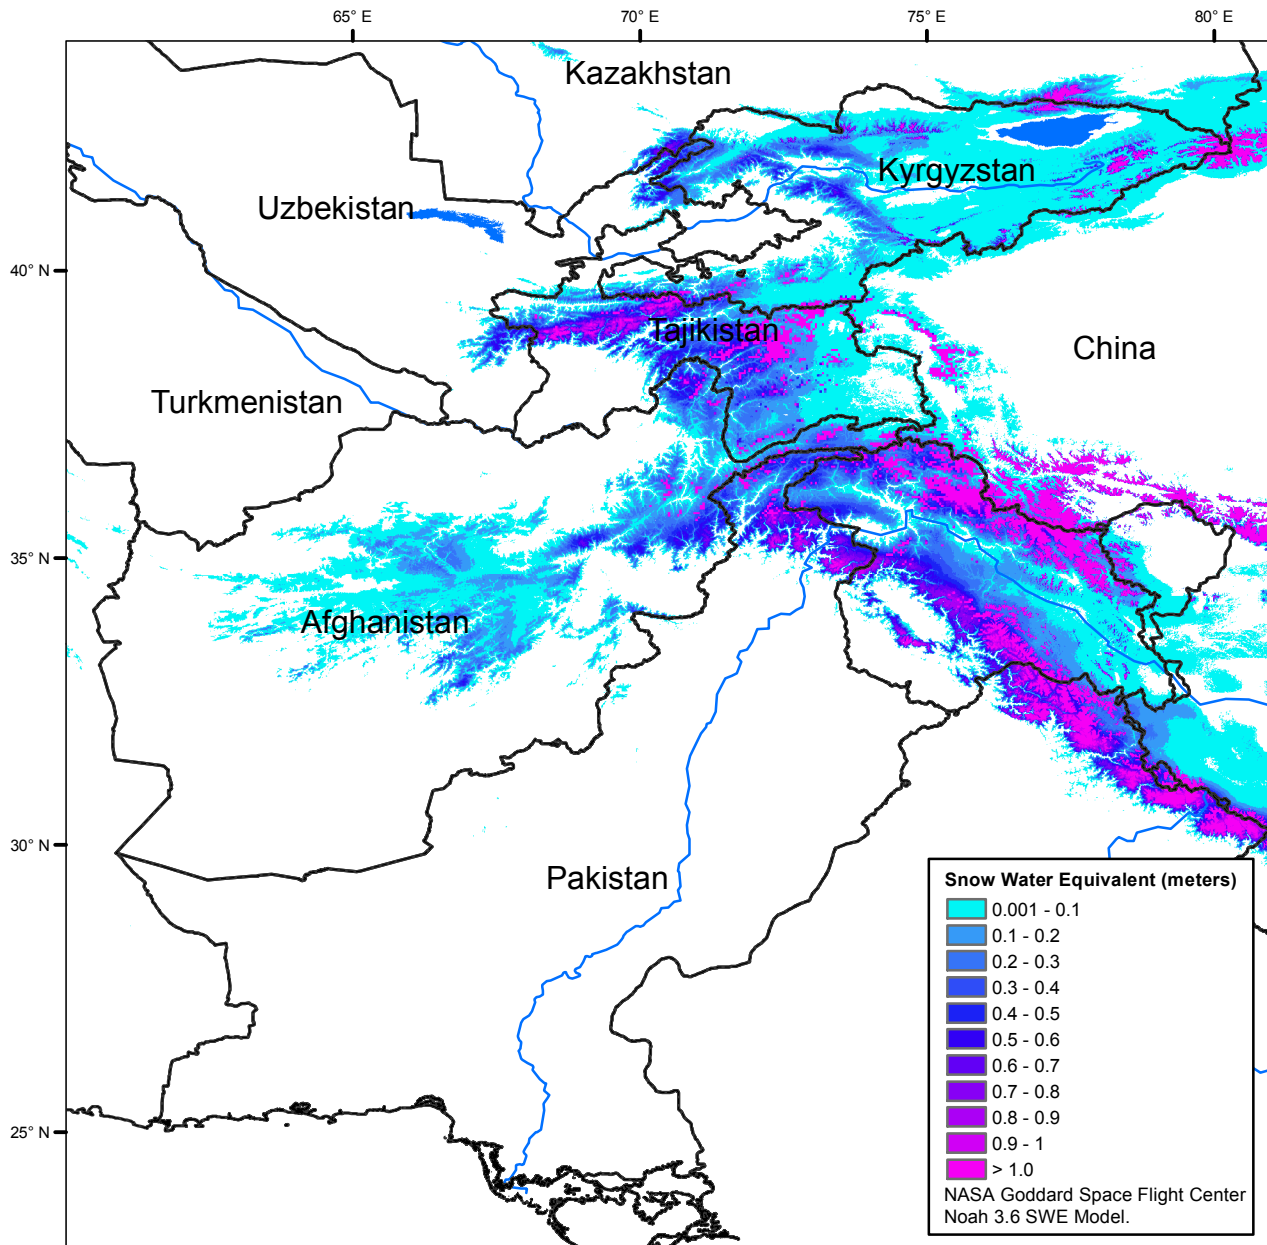 65° E
70° E
75° E
80° E
Kazakhstan
Kyrgyzstan
Uzbekistan
40° N
Tajikistan
China
Turkmenistan
35° N
Afghanistan
30° N
Pakistan
25° N
Snow Water Equivalent (meters)
0.001 - 0.1
0.1 - 0.2
0.2 - 0.3
0.3 - 0.4
0.4 - 0.5
0.5 - 0.6
0.6 - 0.7
0.7 - 0.8
0.8 - 0.9
0.9 - 1
> 1.0
NASA Goddard Space Flight Center
Noah 3.6 SWE Model.